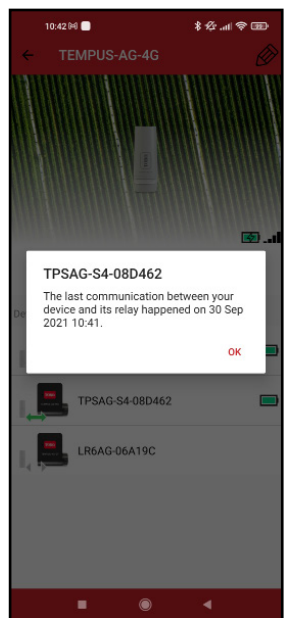 10:42
TEMPUS-AG-4G
TPSAG-S4-08D462
The last communication between your
device and its relay happened on 30 Sep
2021 10:41.
OK
De
TPSAG-S4-08D462
LR6AG-06A19C